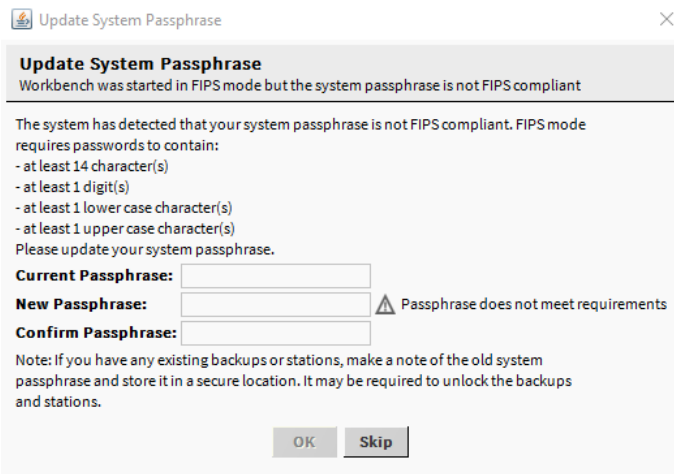 Update System Passphrase
Update System Passphrase
Workbench was started in FIPS mode but the system passphrase is not FIPS compliant
The system has detected that your system passphrase is not FIPS compliant. FIPS mode
requires passwords to contain:
- at least 14 character(s)
- at least 1 digit(s)
- at least 1 lower case character(s)
- at least 1 upper case character(s)
Please update your system passphrase.
Current Passphrase:
New Passphrase: Passphrase does not meet requirements
Confirm Passphrase:
Note: If you have any existing backups or stations, make a note of the old system
passphrase and store it in a secure location. It may be required to unlock the backups
and stations.
OK Skip